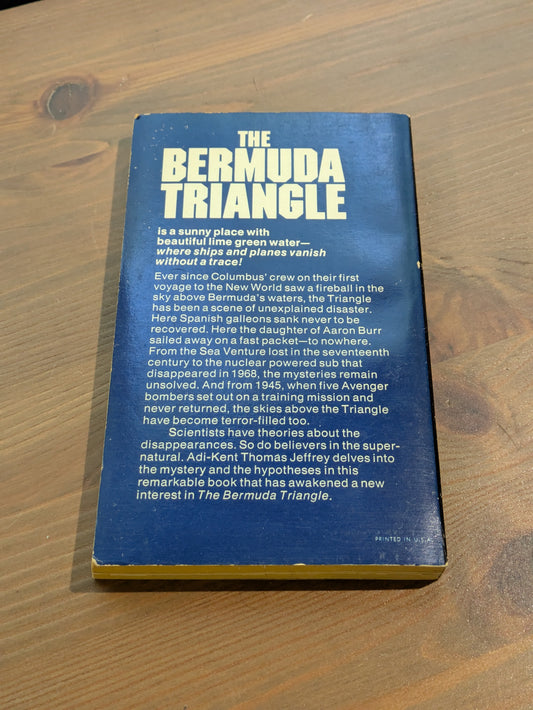 THE
BERMUDA
TRIANGLE
is a sunny place with
beautiful lime green water—
where ships and planes vanish
without a trace!
Ever since Columbus' crew on their first
voyage to the New World saw a fireball in the
sky above Bermuda's waters, the Triangle
has been a scene of unexplained disaster.
Here Spanish galleons sank never to be
recovered. Here the daughter of Aaron Burr
sailed away on a fast packet—to nowhere.
From the Sea Venture lost in the seventeenth
century to the nuclear powered sub that
disappeared in 1968, the mysteries remain
unsolved. And from 1945, when five Avenger
bombers set out on a training mission and
never returned, the skies above the Triangle
have become terror-filled too.
Scientists have theories about the
disappearances. So do believers in the super-
natural. Adi-Kent Thomas Jeffrey delves into
the mystery and the hypotheses in this
remarkable book that has awakened a new
interest in The Bermuda Triangle.
PRINTED IN U.S.A.